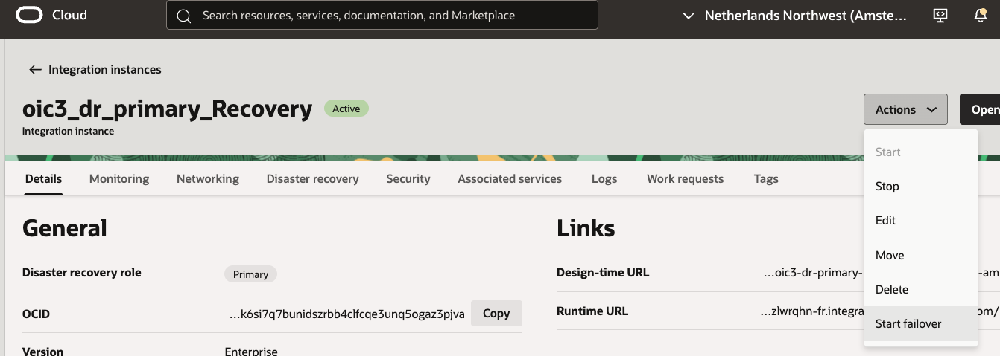 Cloud
Search resources, services, documentation, and Marketplace
Netherlands Northwest (Amste...
Integration instances
oic3_dr_primary_Recovery
Active
Integration instance
Actions
Open
Start
Stop
Edit
Move
Delete
Start failover
Details Monitoring Networking Disaster recovery Security Associated services Logs Work requests Tags
General
Disaster recovery role Primary
OCID ...k6si7q7bunidszrbb4clfcqe3unq5ogaz3pjva Copy
Version Enterprise
Links
Design-time URL ...oic3-dr-primary- -am
Runtime URL ...zlwrqhn-fr.integra om/